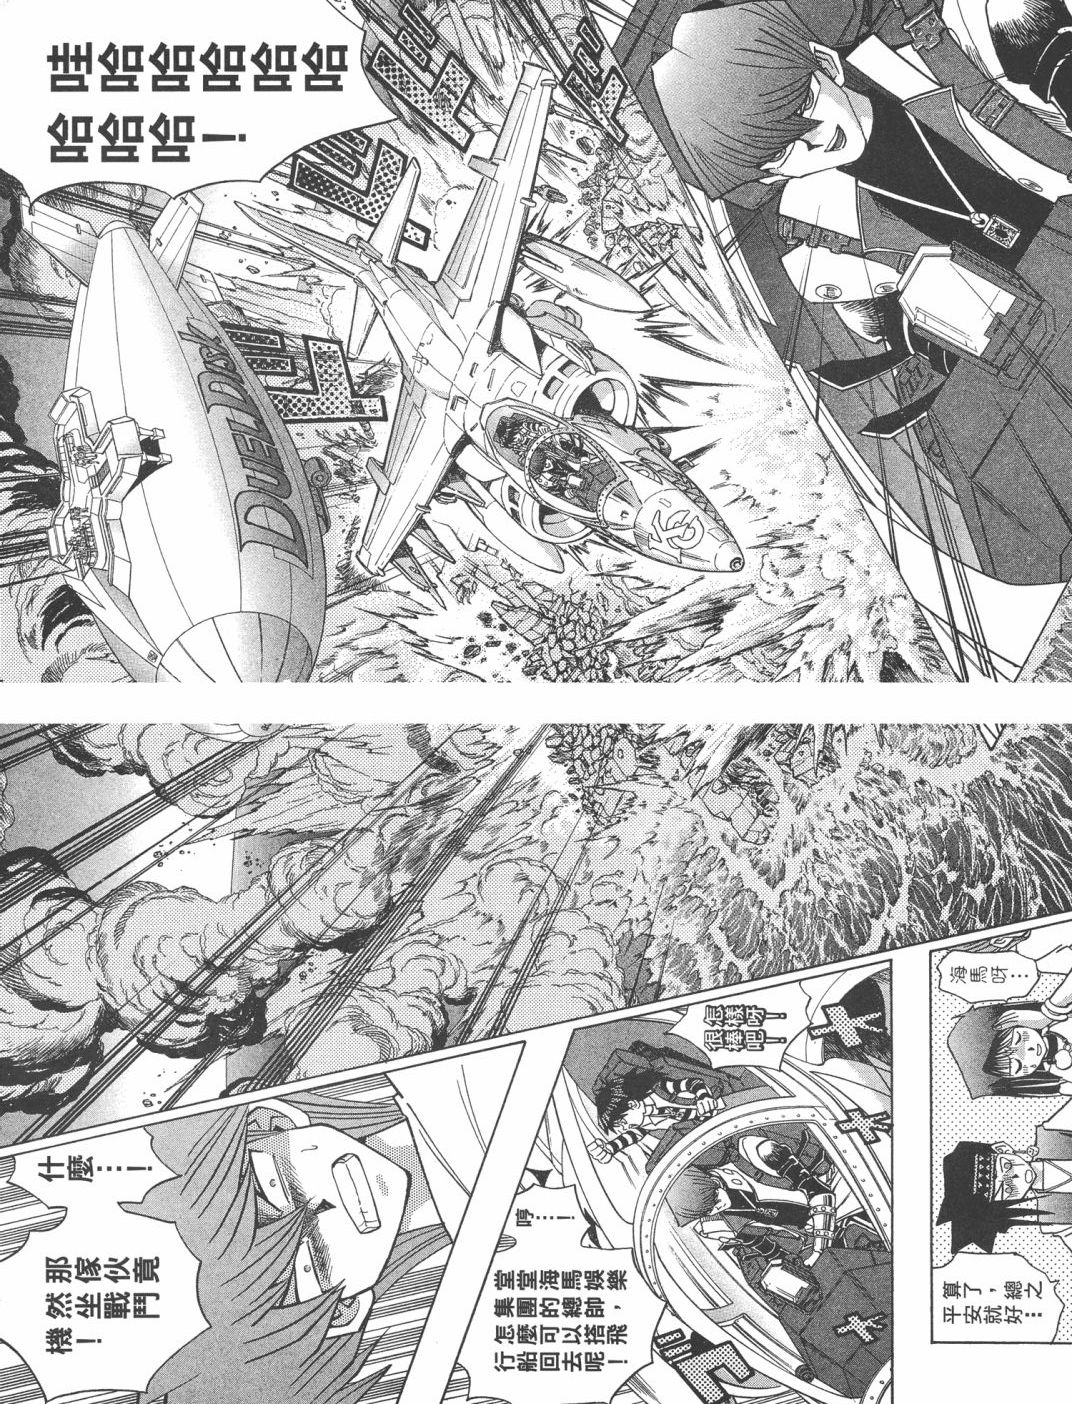 哇哈哈哈哈哈
哈哈哈！
DUEL DISK
什麼⋯⋯！
那傢伙竟
然坐戰鬥
機！
怎樣呀！
很棒吧！
哼⋯⋯！
堂堂海馬娛樂
集團的總帥，
怎麼可以搭飛
行船回去呢！
海馬呀⋯⋯
算了，總之
平安就好⋯⋯